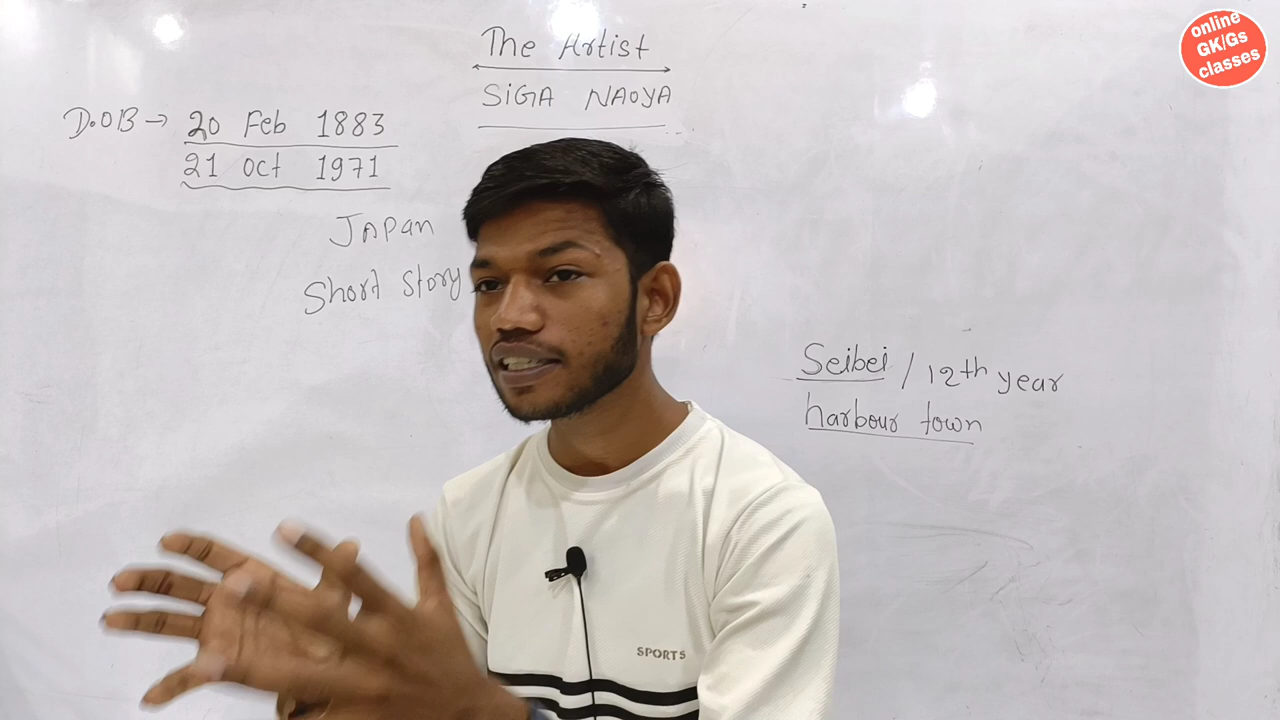 The Artist
SiGA NAOYA
D.OB → 20 Feb 1883
21 oct 1971
JAPan
Short Story
Seibei / 12th year
harbour town
SPORTS
online
GK/Gs
classes